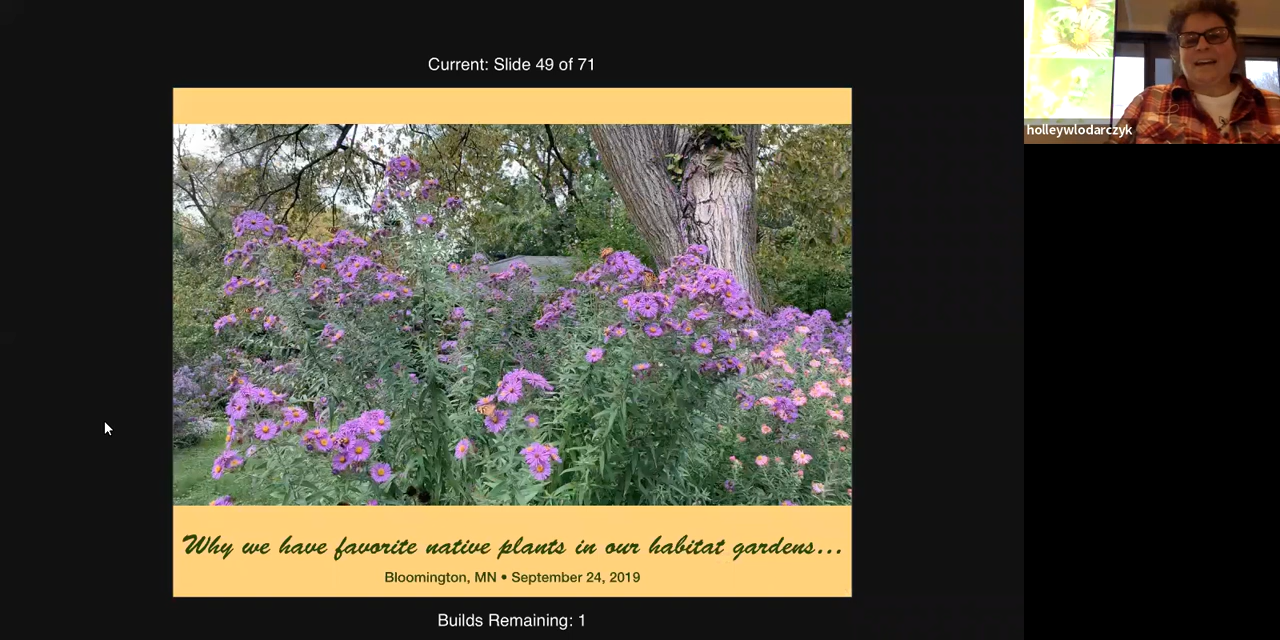 Current: Slide 49 of 71
holleywlodarczyk
Why we have favorite native plants in our habitat gardens...
Bloomington, MN • September 24, 2019
Builds Remaining: 1